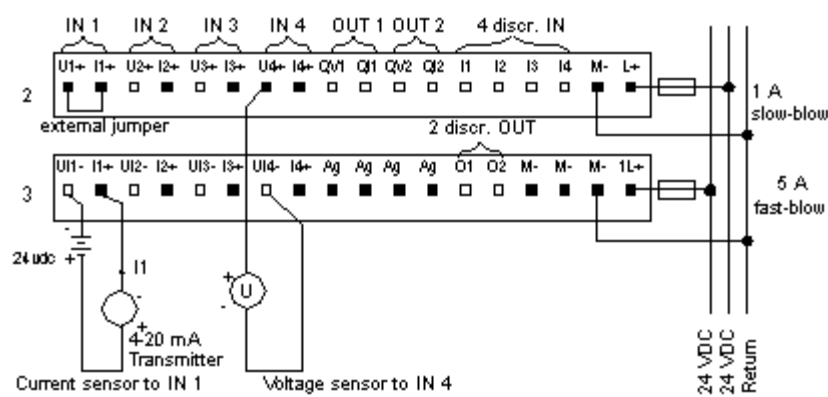 IN 1 IN 2 IN 3 IN 4 OUT 1 OUT 2 4 discr. IN
U1+ I1+ U2+ I2+ U3+ I3+ U4+ I4+ QV1 QI1 QV2 QI2 I1 I2 I3 I4 M- L+
2
1 A
slow-blow
external jumper
2 discr. OUT
UI1- I1+ UI2- I2+ UI3- I3+ UI4- I4+ Ag Ag Ag Ag O1 O2 M- M- M- 1L+
3
5 A
fast-blow
-
24 vdc
+
I1
-
+
4-20 mA
Transmitter
+
U
-
Current sensor to IN 1
Voltage sensor to IN 4
24 VDC
24 VDC
Return